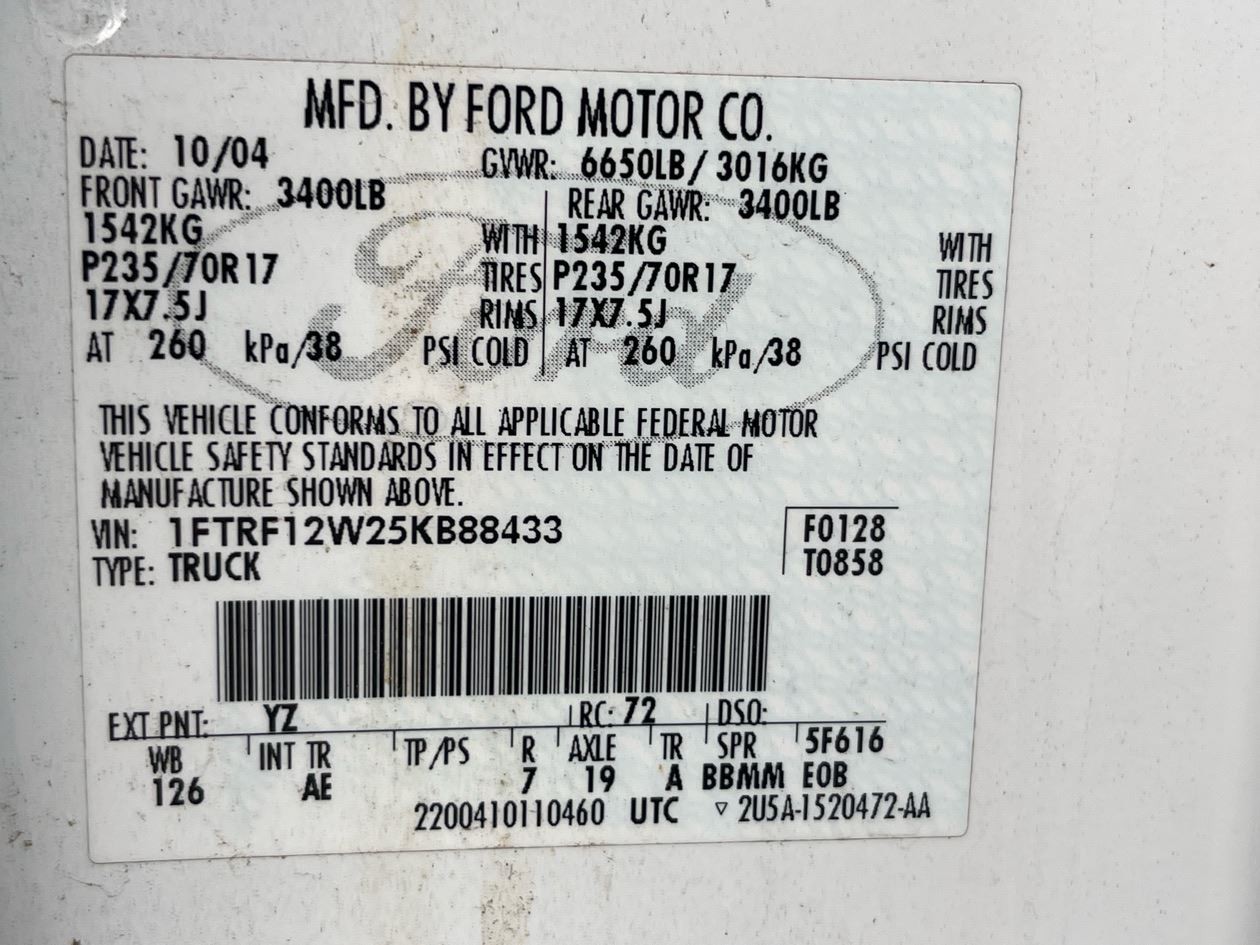 MFD. BY FORD MOTOR CO.
DATE: 10/04 GVWR: 6650LB/ 3016KG
FRONT GAWR: 3400LB REAR GAWR: 3400LB
1542KG WITH 1542KG WITH
P235/70R17 TIRES P235/70R17 TIRES
17X7.5J RIMS 17X7.5J RIMS
AT 260 kPa/38 PSI COLD AT 260 kPa/38 PSI COLD
Ford
THIS VEHICLE CONFORMS TO ALL APPLICABLE FEDERAL MOTOR
VEHICLE SAFETY STANDARDS IN EFFECT ON THE DATE OF
MANUFACTURE SHOWN ABOVE.
VIN: 1FTRF12W25KB88433 F0128
TYPE: TRUCK T0858
EXT PNT: YZ RC: 72 DSO:
WB INT TR TP/PS R AXLE TR SPR 5F616
126 AE 7 19 A BBMM EOB
2200410110460 UTC ▽ 2U5A-1520472-AA